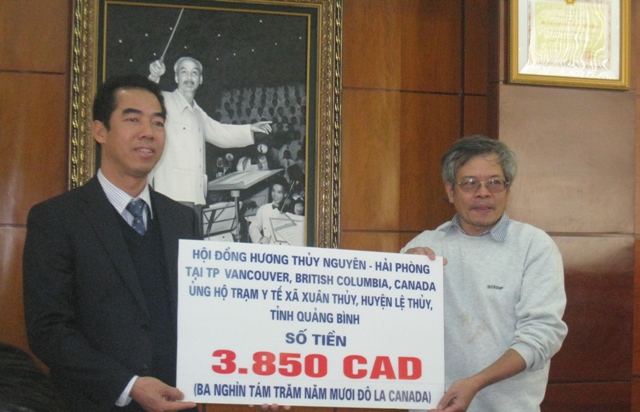 HỘI ĐỒNG HƯƠNG THỦY NGUYÊN - HẢI PHÒNG
TẠI TP VANCOUVER, BRITISH COLUMBIA, CANADA
ỦNG HỘ TRẠM Y TẾ XÃ XUÂN THỦY, HUYỆN LỆ THỦY,
TỈNH QUẢNG BÌNH
SỐ TIỀN
3.850 CAD
(BA NGHÌN TÁM TRĂM NĂM MƯƠI ĐÔ LA CANADA)